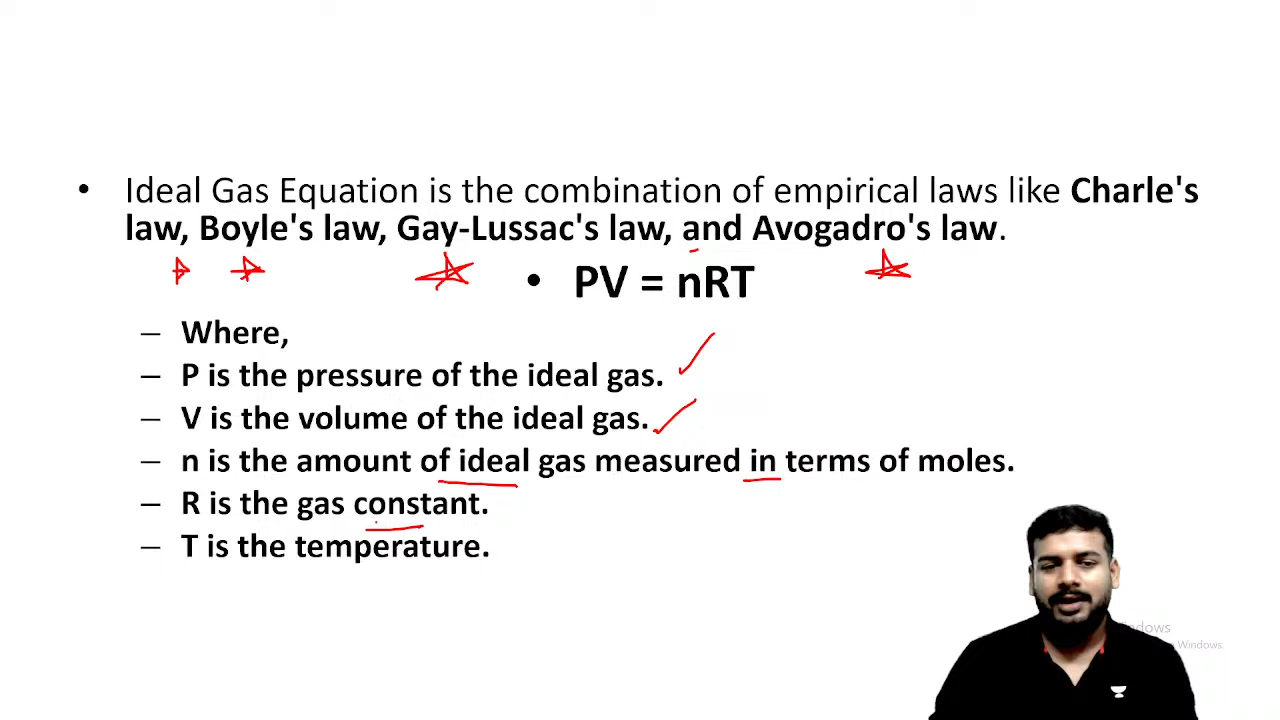 • Ideal Gas Equation is the combination of empirical laws like Charle's
law, Boyle's law, Gay-Lussac's law, and Avogadro's law.
• PV = nRT
– Where,
– P is the pressure of the ideal gas.
– V is the volume of the ideal gas.
– n is the amount of ideal gas measured in terms of moles.
– R is the gas constant.
– T is the temperature.
Windows.